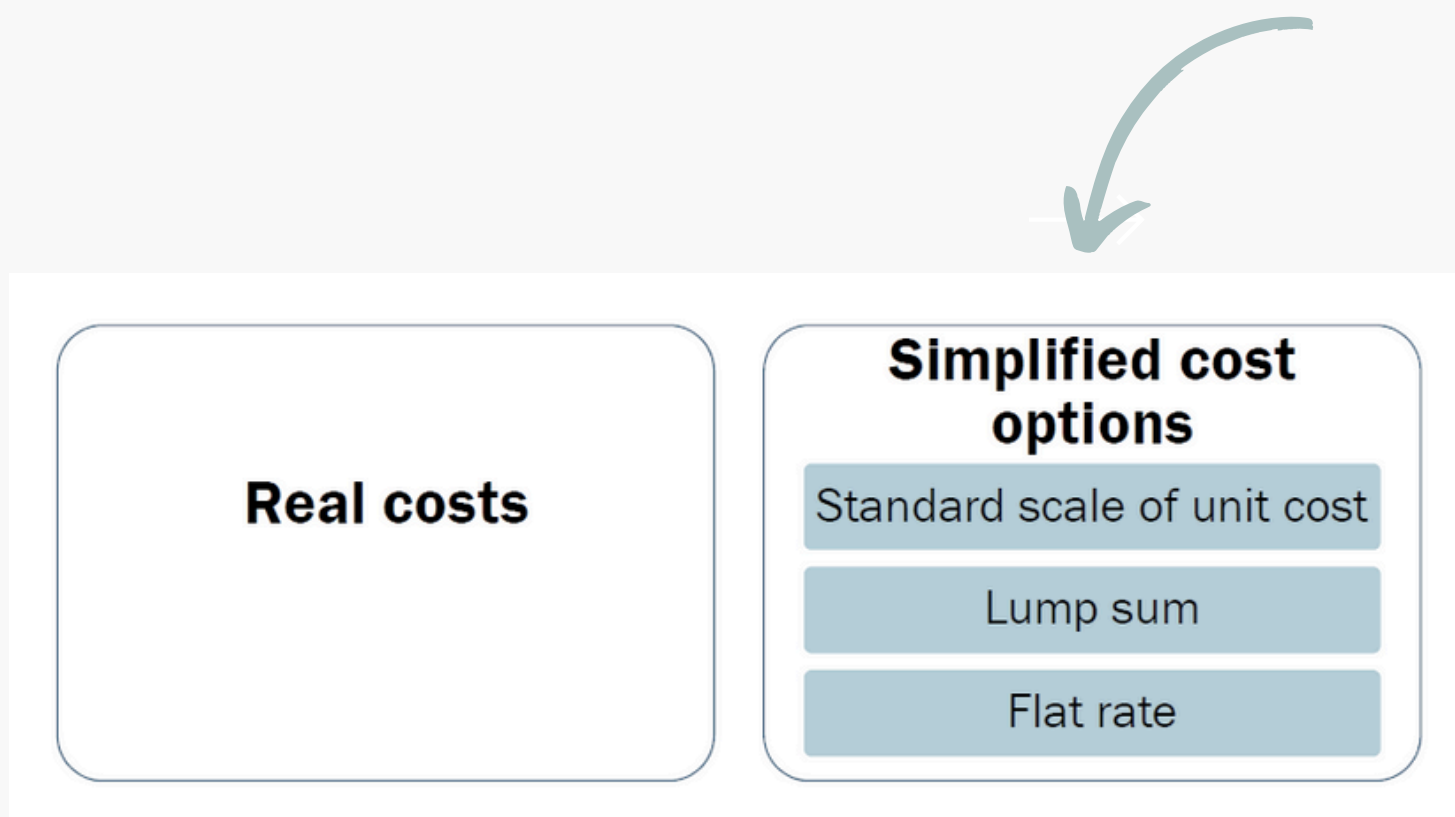 Real costs
Simplified cost
options
Standard scale of unit cost
Lump sum
Flat rate